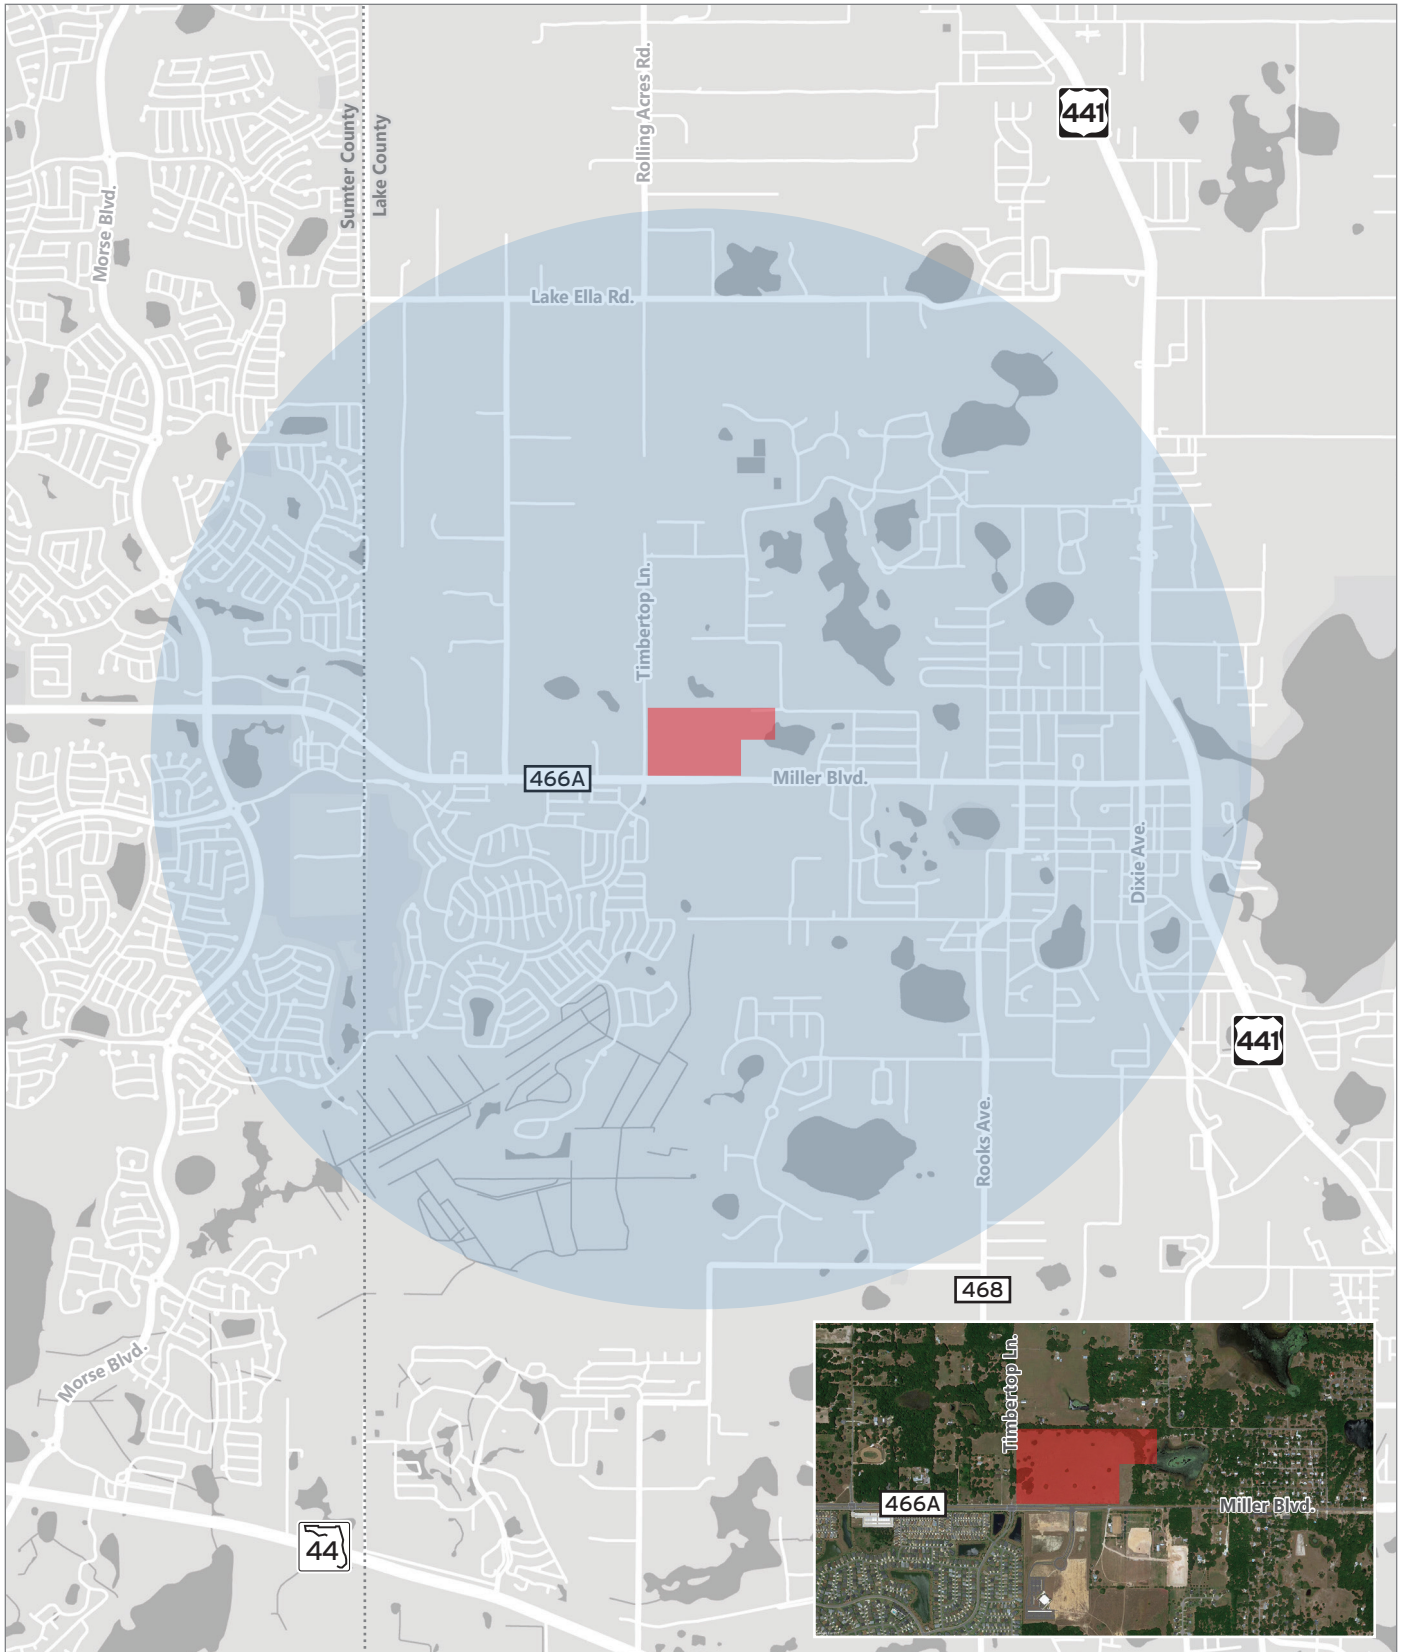 Rolling Acres Rd.
441
Sumter County
Lake County
Morse Blvd.
Lake Ella Rd.
Timbertop Ln.
466A
Miller Blvd.
Dixie Ave.
441
Rooks Ave.
468
Morse Blvd.
44
Timbertop Ln.
466A
Miller Blvd.